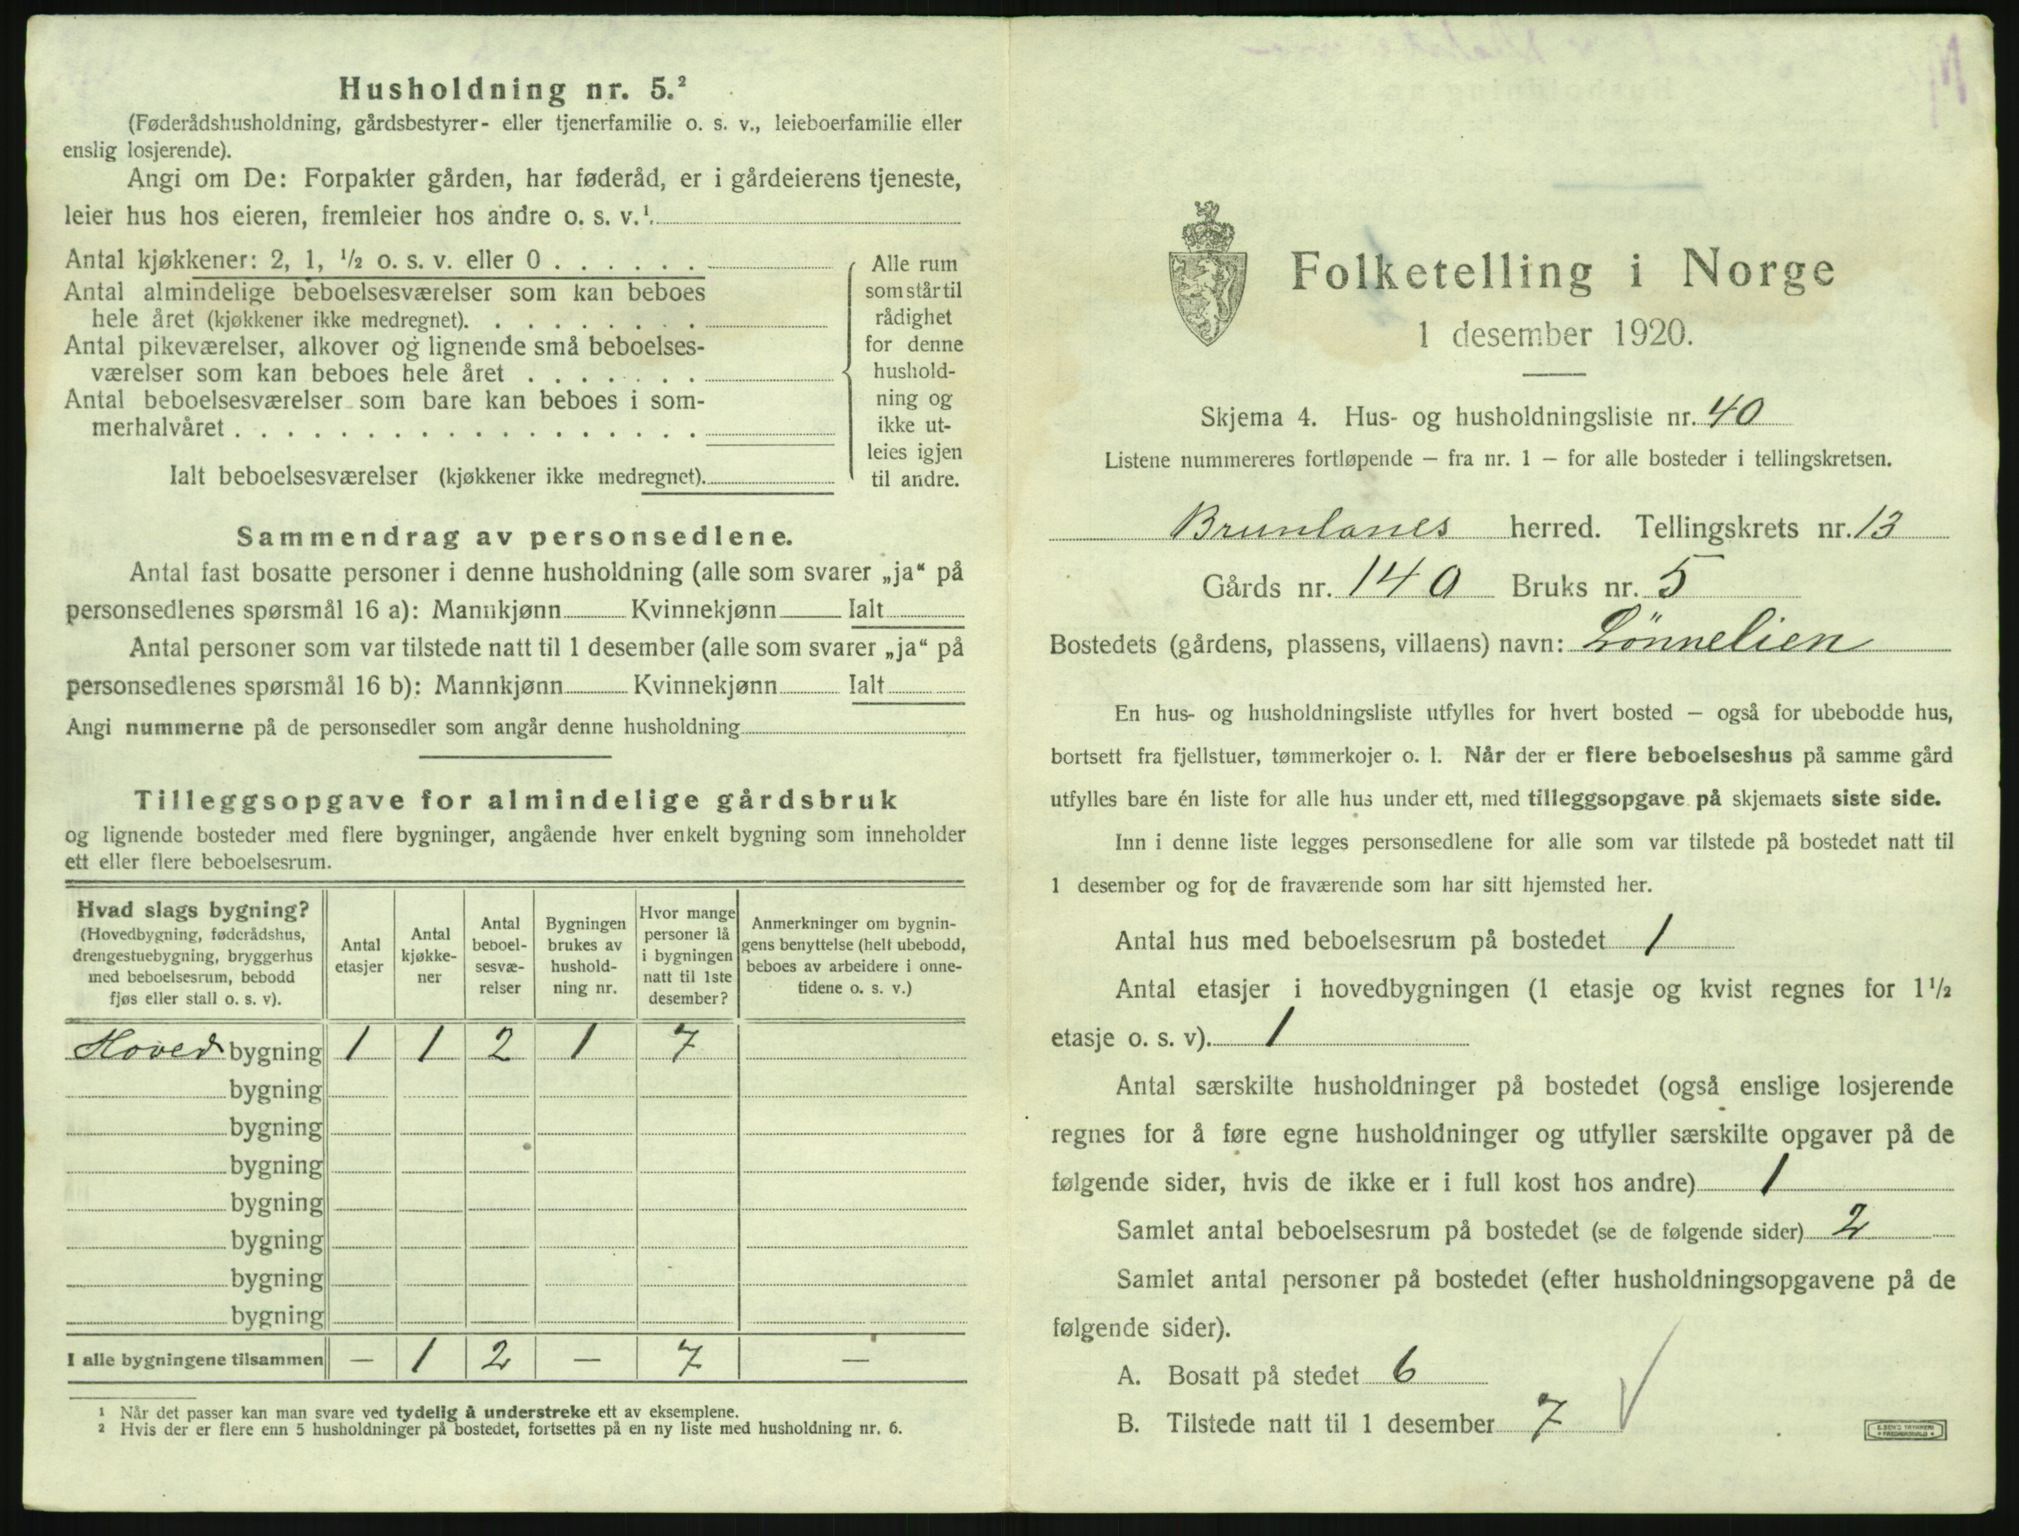 Husholdning nr. 5.²
(Føderådshusholdning, gårdsbestyrer- eller tjenerfamilie o. s. v., leieboerfamilie eller
enslig losjerende).
Angi om De: Forpakter gården, har føderåd, er i gårdeierens tjeneste,
leier hus hos eieren, fremleier hos andre o. s. v.¹
Antal kjøkkener: 2, 1, ½ o. s. v. eller 0 . . . . . .
Antal almindelige beboelsesværelser som kan beboes
hele året (kjøkkener ikke medregnet). . . . . . . . . .
Antal pikeværelser, alkover og lignende små beboelses-
værelser som kan beboes hele året . . . . . . .
Antal beboelsesværelser som bare kan beboes i som-
merhalvåret . . . . . . . . . . . . . . . . . .
Ialt beboelsesværelser (kjøkkener ikke medregnet).
Alle rum
som står til
rådighet
for denne
hushold-
ning og
ikke ut-
leies igjen
til andre.
Sammendrag av personsedlene.
Antal fast bosatte personer i denne husholdning (alle som svarer „ja“ på
personsedlenes spørsmål 16 a): Mannkjønn Kvinnekjønn Ialt
Antal personer som var tilstede natt til 1 desember (alle som svarer „ja“ på
personsedlenes spørsmål 16 b): Mannkjønn Kvinnekjønn Ialt
Angi nummerne på de personsedler som angår denne husholdning
Tilleggsopgave for almindelige gårdsbruk
og lignende bosteder med flere bygninger, angående hver enkelt bygning som inneholder
ett eller flere beboelsesrum.
Hvad slags bygning?
(Hovedbygning, føderådshus,
drengestuebygning, bryggerhus
med beboelsesrum, bebodd
fjøs eller stall o. s. v).
Antal
etasjer
Antal
kjøkke-
ner
Antal
beboel-
sesvæ-
relser
Bygningen
brukes av
hushold-
ning nr.
Hvor mange
personer lå
i bygningen
natt til 1ste
desember?
Anmerkninger om bygnin-
gens benyttelse (helt ubebodd,
beboes av arbeidere i onne-
tidene o. s. v.)
Hoved bygning 1 1 2 1 7
bygning
bygning
bygning
bygning
bygning
bygning
bygning
I alle bygningene tilsammen — 1 2 — 7 —
¹ Når det passer kan man svare ved tydelig å understreke ett av eksemplene.
² Hvis der er flere enn 5 husholdninger på bostedet, fortsettes på en ny liste med husholdning nr. 6.
Folketelling i Norge
1 desember 1920.
Skjema 4. Hus- og husholdningsliste nr. 40
Listene nummereres fortløpende — fra nr. 1 — for alle bosteder i tellingskretsen.
Brunlanes herred. Tellingskrets nr. 13
Gårds nr. 140 Bruks nr. 5
Bostedets (gårdens, plassens, villaens) navn: Lønnelien
En hus- og husholdningsliste utfylles for hvert bosted — også for ubebodde hus,
bortsett fra fjellstuer, tømmerkojer o. l. Når der er flere beboelseshus på samme gård
utfylles bare én liste for alle hus under ett, med tilleggsopgave på skjemaets siste side.
Inn i denne liste legges personsedlene for alle som var tilstede på bostedet natt til
1 desember og for de fraværende som har sitt hjemsted her.
Antal hus med beboelsesrum på bostedet 1
Antal etasjer i hovedbygningen (1 etasje og kvist regnes for 1½
etasje o. s. v). 1
Antal særskilte husholdninger på bostedet (også enslige losjerende
regnes for å føre egne husholdninger og utfyller særskilte opgaver på de
følgende sider, hvis de ikke er i full kost hos andre) 1
Samlet antal beboelsesrum på bostedet (se de følgende sider) 2
Samlet antal personer på bostedet (efter husholdningsopgavene på de
følgende sider).
A. Bosatt på stedet 6
B. Tilstede natt til 1 desember 7